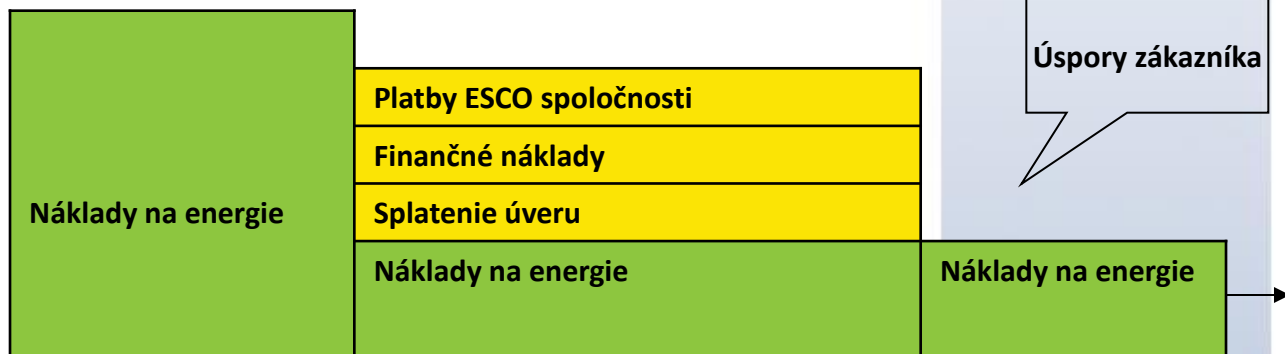 Úspory zákazníka
Platby ESCO spoločnosti
Finančné náklady
Náklady na energie
Splatenie úveru
Náklady na energie
Náklady na energie